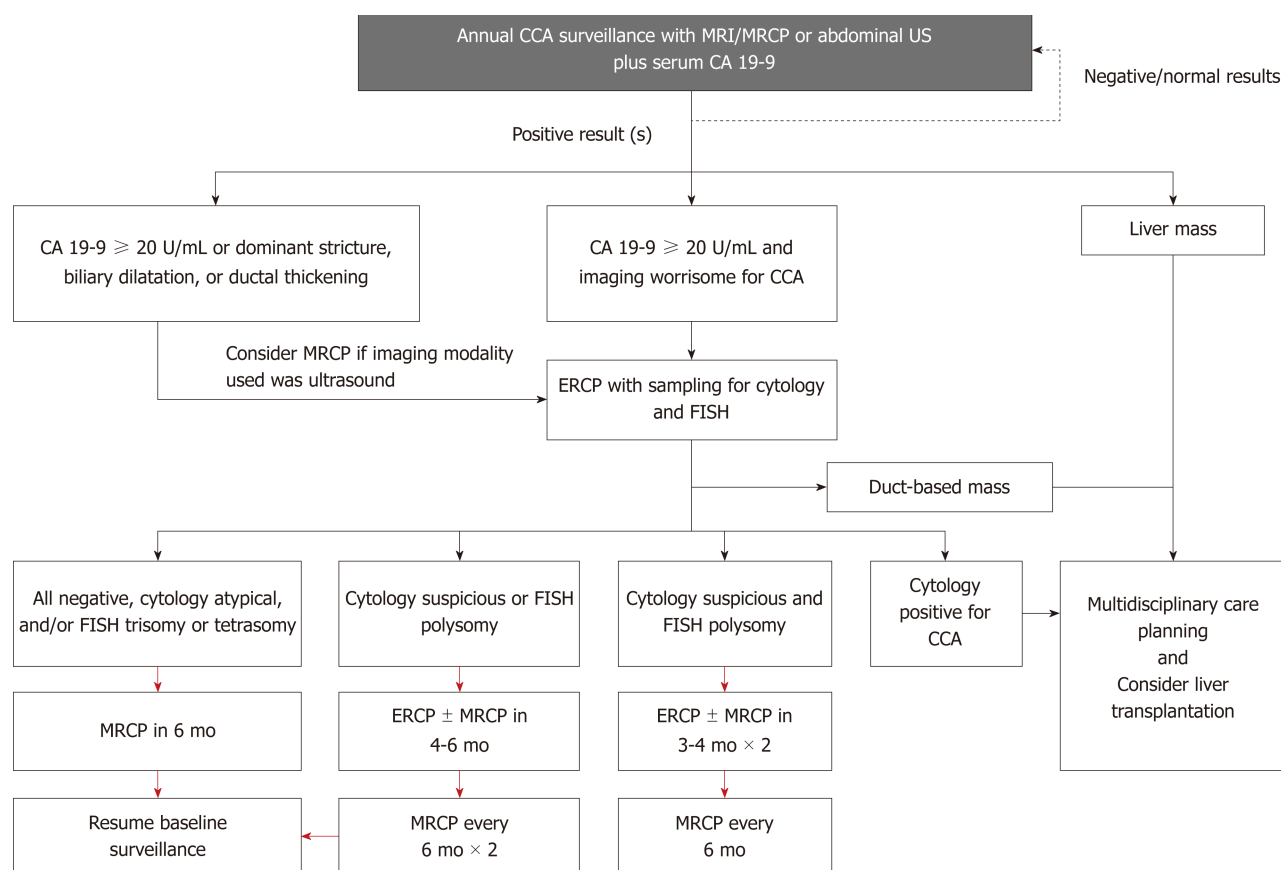 Annual CCA surveillance with MRI/MRCP or abdominal US
plus serum CA 19-9
Negative/normal results
Positive result (s)
CA 19-9 ≥ 20 U/mL or dominant stricture,
biliary dilatation, or ductal thickening
CA 19-9 ≥ 20 U/mL and
imaging worrisome for CCA
Liver mass
Consider MRCP if imaging modality
used was ultrasound
ERCP with sampling for cytology
and FISH
Duct-based mass
All negative, cytology atypical,
and/or FISH trisomy or tetrasomy
Cytology suspicious or FISH
polysomy
Cytology suspicious and
FISH polysomy
Cytology
positive for
CCA
Multidisciplinary care
planning
and
Consider liver
transplantation
MRCP in 6 mo
ERCP ± MRCP in
4-6 mo
ERCP ± MRCP in
3-4 mo × 2
Resume baseline
surveillance
MRCP every
6 mo × 2
MRCP every
6 mo